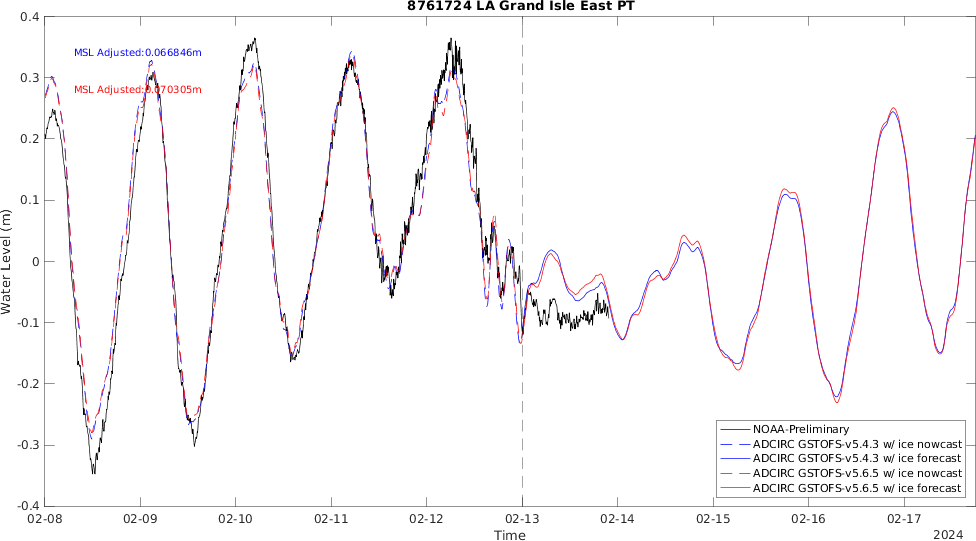 8761724 LA Grand Isle East PT
MSL Adjusted:0.066846m
MSL Adjusted:0.070305m
Water Level (m)
0.4
0.3
0.2
0.1
0
-0.1
-0.2
-0.3
-0.4
02-08 02-09 02-10 02-11 02-12 02-13 02-14 02-15 02-16 02-17
Time
2024
NOAA-Preliminary
ADCIRC GSTOFS-v5.4.3 w/ ice nowcast
ADCIRC GSTOFS-v5.4.3 w/ ice forecast
ADCIRC GSTOFS-v5.6.5 w/ ice nowcast
ADCIRC GSTOFS-v5.6.5 w/ ice forecast